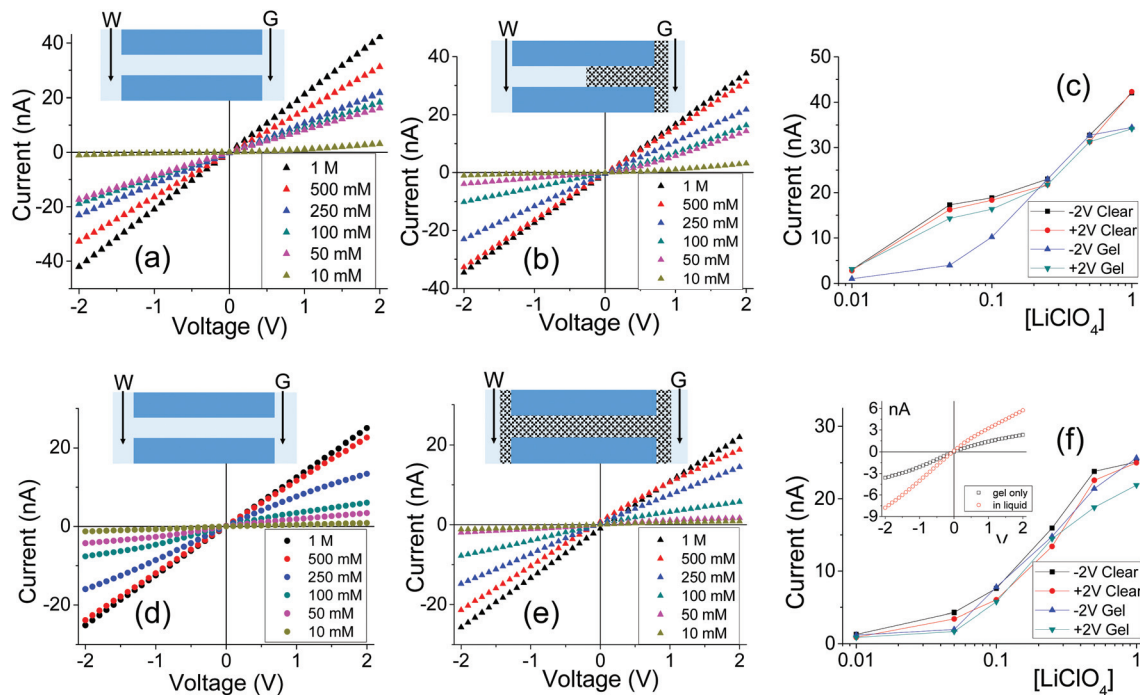 W
G
40
20
0
-20
-40
Current (nA)
1 M
500 mM
250 mM
100 mM
50 mM
10 mM
(a)
-2
-1
0
1
2
Voltage (V)
W
G
40
20
0
-20
-40
Current (nA)
1 M
500 mM
250 mM
100 mM
50 mM
10 mM
(b)
-2
-1
0
1
2
Voltage (V)
(c)
50
40
30
20
10
0
Current (nA)
-2V Clear
+2V Clear
-2V Gel
+2V Gel
0.01
0.1
1
[LiClO4]
W
G
20
0
-20
Current (nA)
1 M
500 mM
250 mM
100 mM
50 mM
10 mM
(d)
-2
-1
0
1
2
Voltage (V)
W
G
20
0
-20
Current (nA)
1 M
500 mM
250 mM
100 mM
50 mM
10 mM
(e)
-2
-1
0
1
2
Voltage (V)
(f)
nA
6
3
0
-3
-6
-9
gel only
in liquid
-2
-1
0
1
2
V
30
20
10
0
Current (nA)
-2V Clear
+2V Clear
-2V Gel
+2V Gel
0.01
0.1
1
[LiClO4]